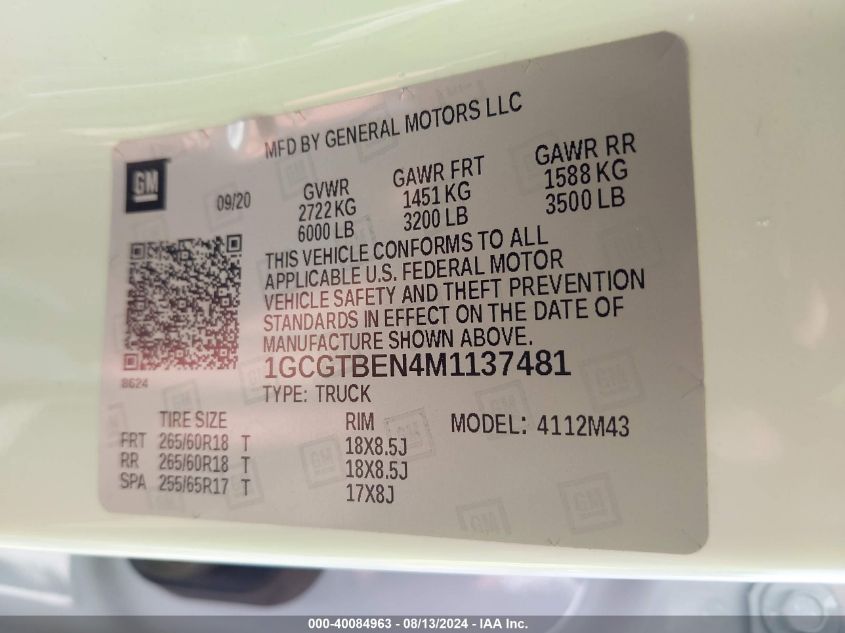 MFD BY GENERAL MOTORS LLC
GM
09/20
GVWR GAWR FRT GAWR RR
2722 KG 1451 KG 1588 KG
6000 LB 3200 LB 3500 LB
THIS VEHICLE CONFORMS TO ALL
APPLICABLE U.S. FEDERAL MOTOR
VEHICLE SAFETY AND THEFT PREVENTION
STANDARDS IN EFFECT ON THE DATE OF
MANUFACTURE SHOWN ABOVE.
1GCGTBEN4M1137481
8624
TYPE: TRUCK
TIRE SIZE RIM MODEL: 4112M43
FRT 265/60R18 T 18X8.5J
RR 265/60R18 T 18X8.5J
SPA 255/65R17 T 17X8J
000-40084963 - 08/13/2024 - IAA Inc.